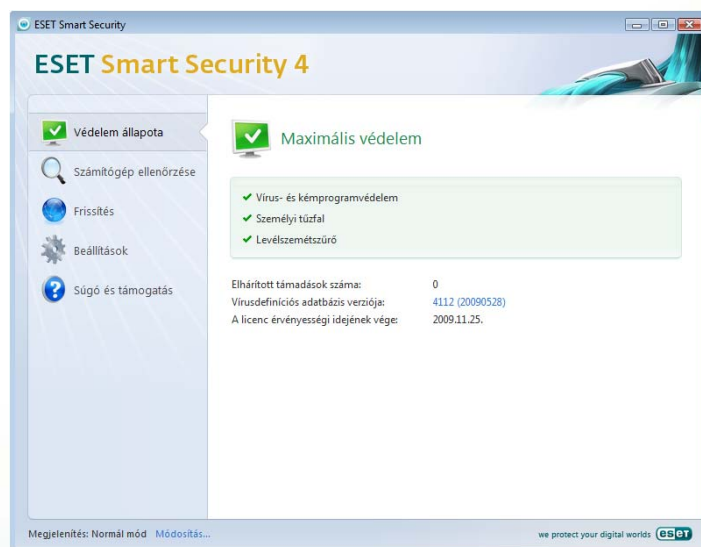 ESET Smart Security
ESET Smart Security 4
Védelem állapota
Számítógép ellenőrzése
Frissítés
Beállítások
Súgó és támogatás
Maximális védelem
Vírus- és kémprogramvédelem
Személyi tűzfal
Levélszemétszűrő
Elhárított támadások száma: 0
Vírusdefiníciós adatbázis verziója: 4112 (20090528)
A licenc érvényességi idejének vége: 2009.11.25.
Megjelenítés: Normál mód Módosítás...
we protect your digital worlds eset